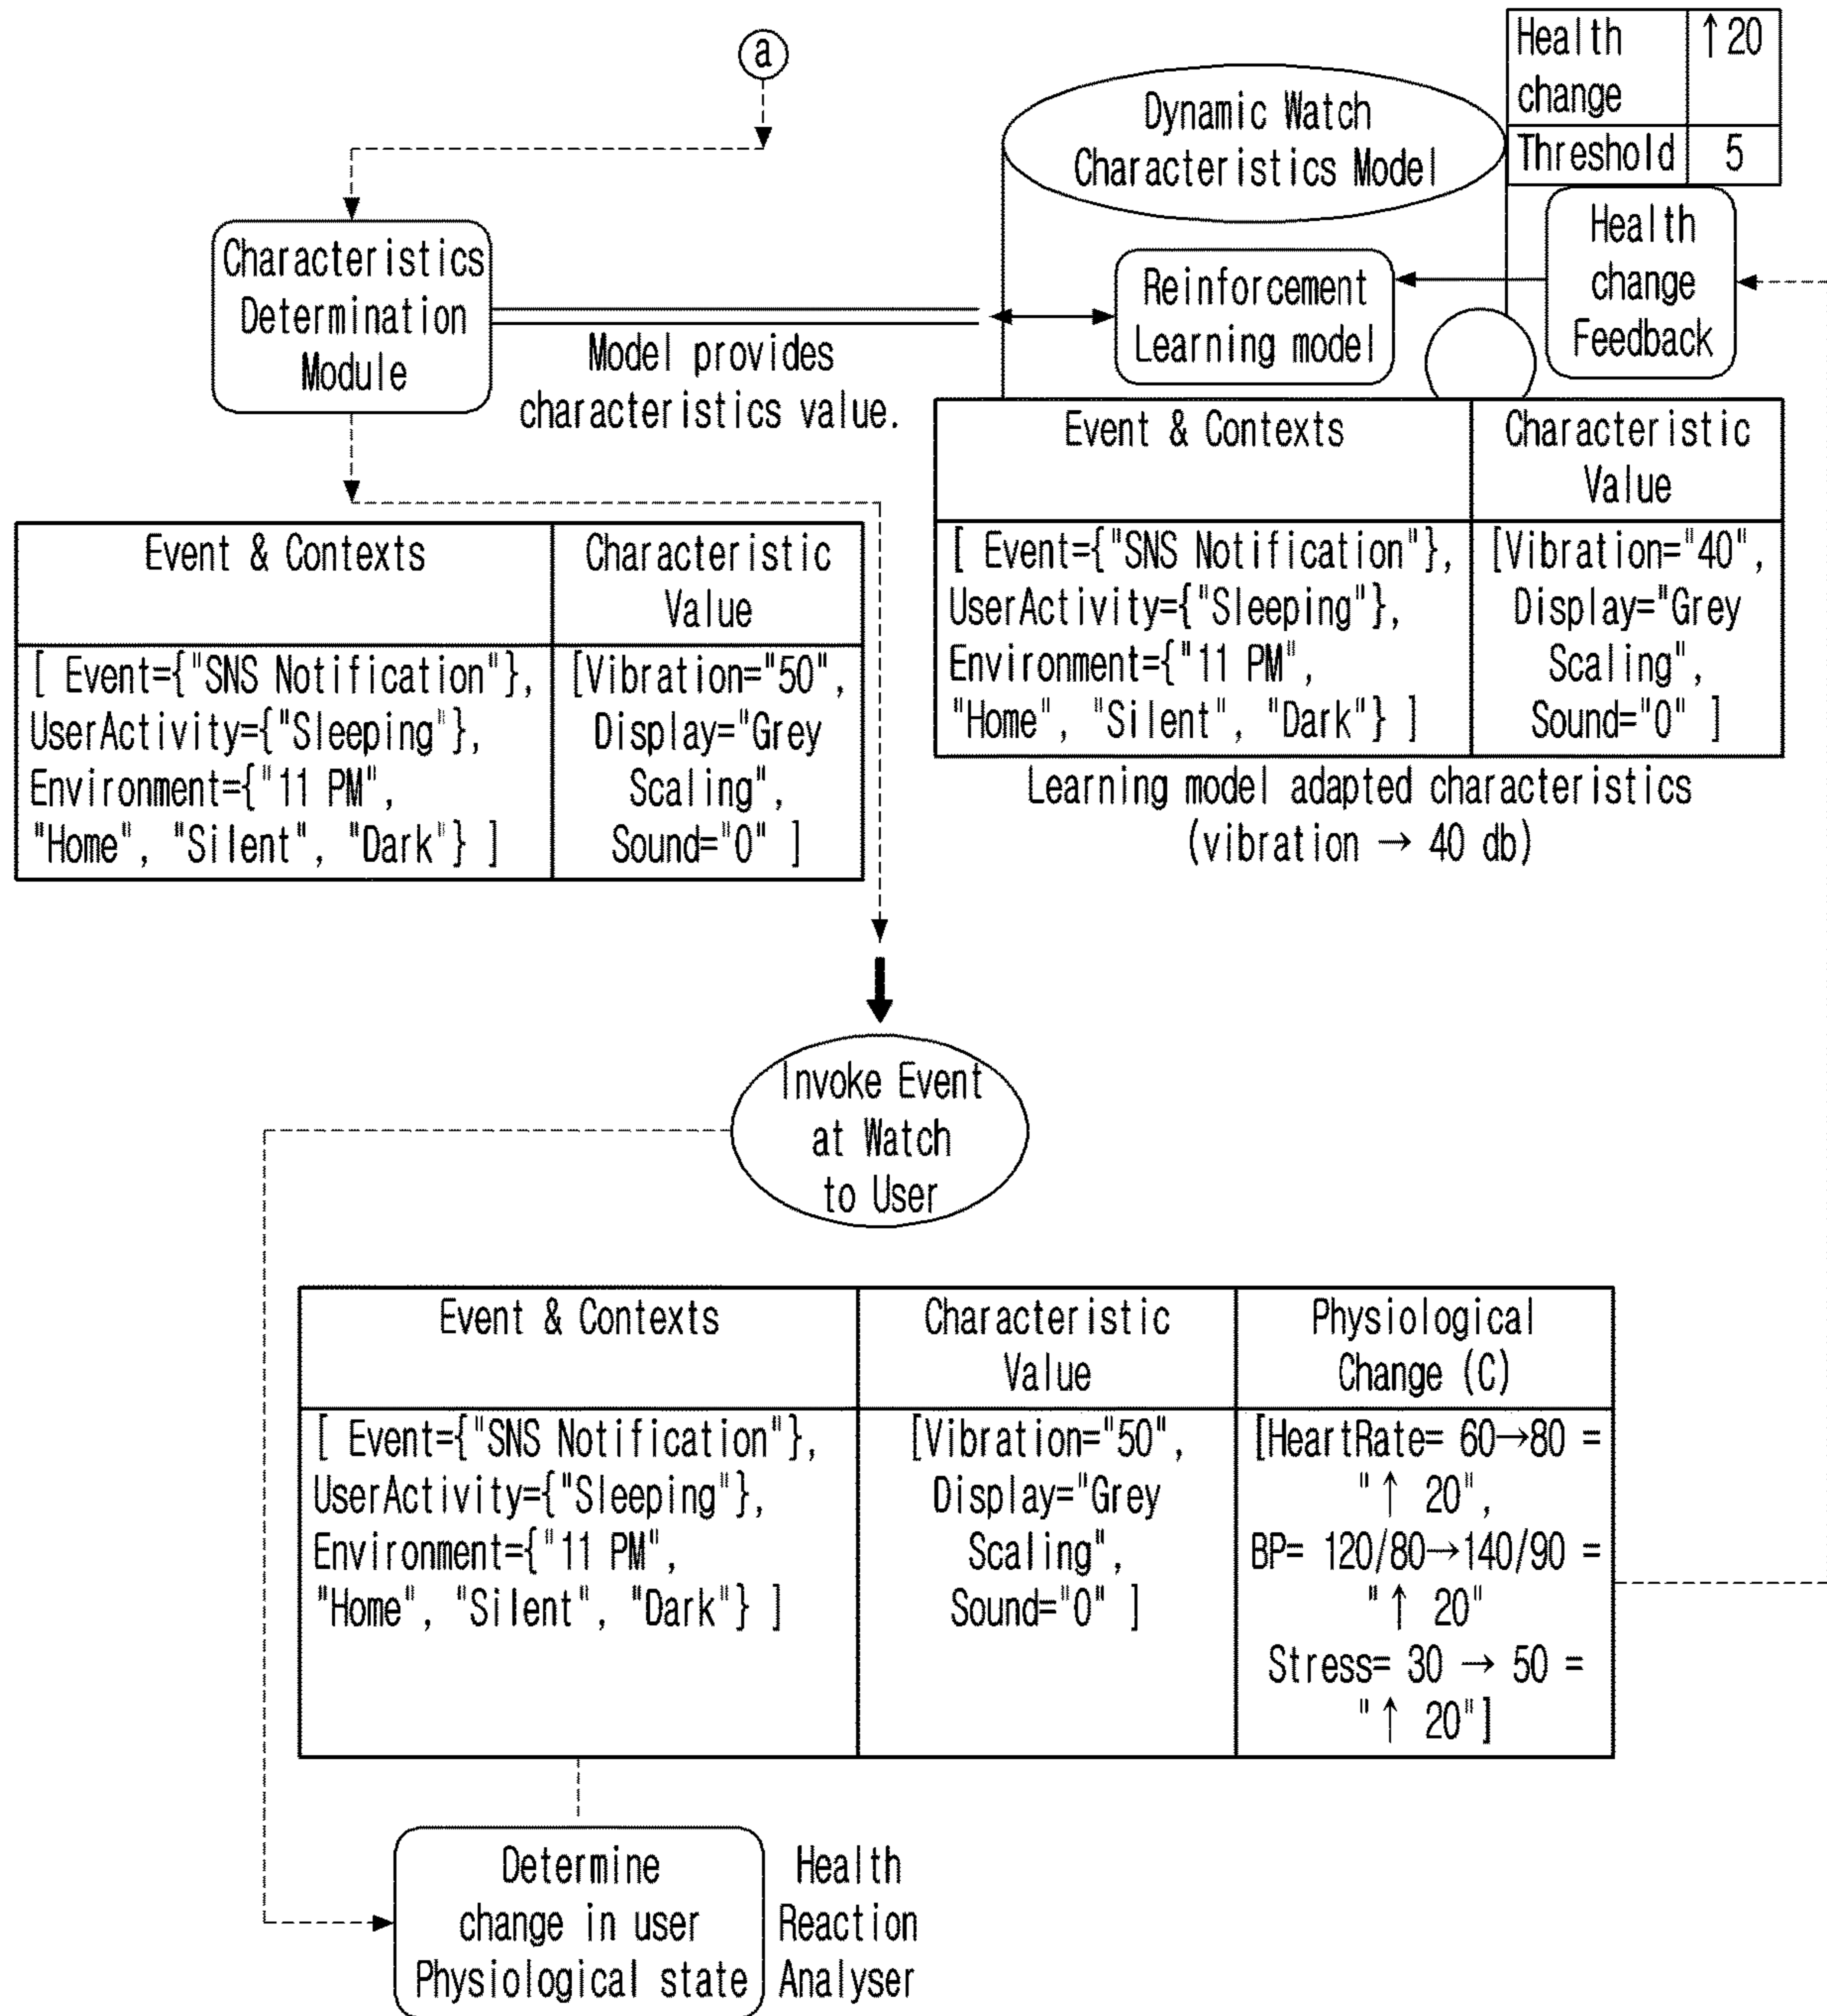 ⓐ
Health
change
↑20
Threshold
5
Dynamic Watch
Characteristics Model
Characteristics
Determination
Module
Model provides
characteristics value.
Reinforcement
Learning model
Health
change
Feedback
Event & Contexts
Characteristic
Value
[ Event={"SNS Notification"},
UserActivity={"Sleeping"},
Environment={"11 PM",
"Home", "Silent", "Dark"} ]
[Vibration="40",
Display="Grey
Scaling",
Sound="0" ]
Learning model adapted characteristics
(vibration → 40 db)
Event & Contexts
Characteristic
Value
[ Event={"SNS Notification"},
UserActivity={"Sleeping"},
Environment={"11 PM",
"Home", "Silent", "Dark"} ]
[Vibration="50",
Display="Grey
Scaling",
Sound="0" ]
Invoke Event
at Watch
to User
Event & Contexts
Characteristic
Value
Physiological
Change (C)
[ Event={"SNS Notification"},
UserActivity={"Sleeping"},
Environment={"11 PM",
"Home", "Silent", "Dark"} ]
[Vibration="50",
Display="Grey
Scaling",
Sound="0" ]
[HeartRate= 60→80 =
"↑ 20",
BP= 120/80→140/90 =
"↑ 20"
Stress= 30 → 50 =
"↑ 20"]
Determine
change in user
Physiological state
Health
Reaction
Analyser